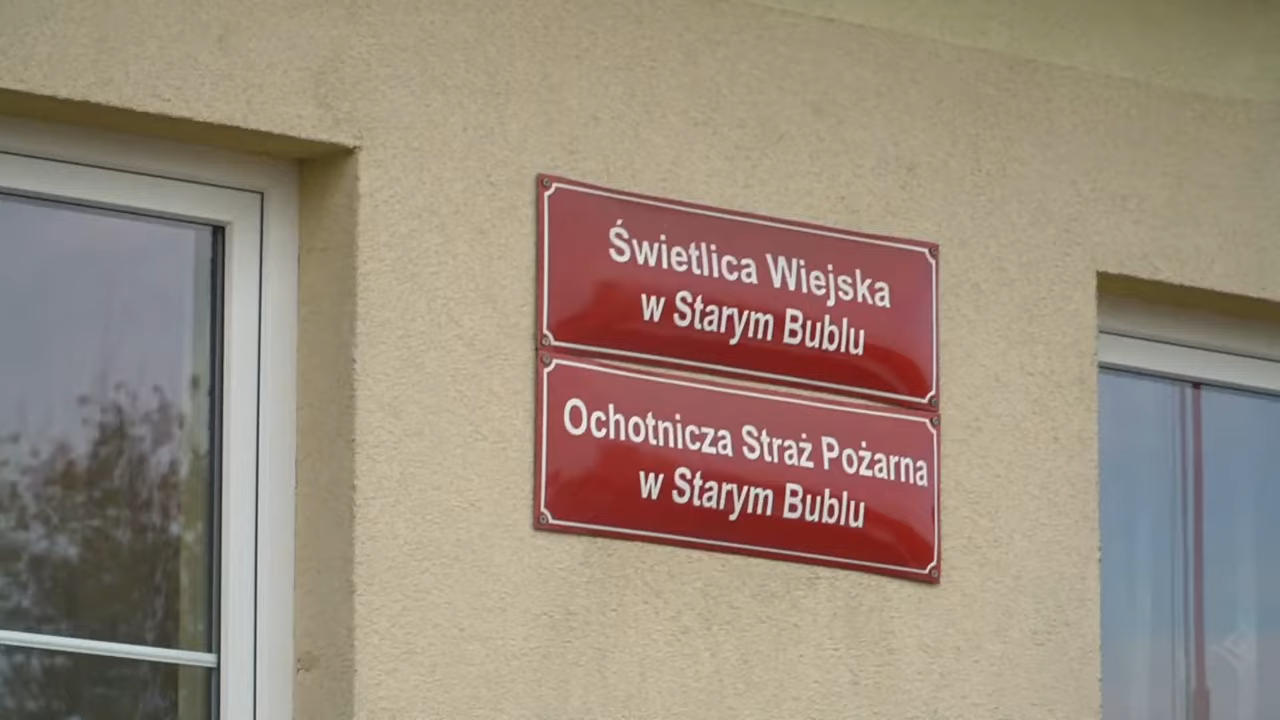 Świetlica Wiejska
w Starym Bublu
Ochotnicza Straż Pożarna
w Starym Bublu